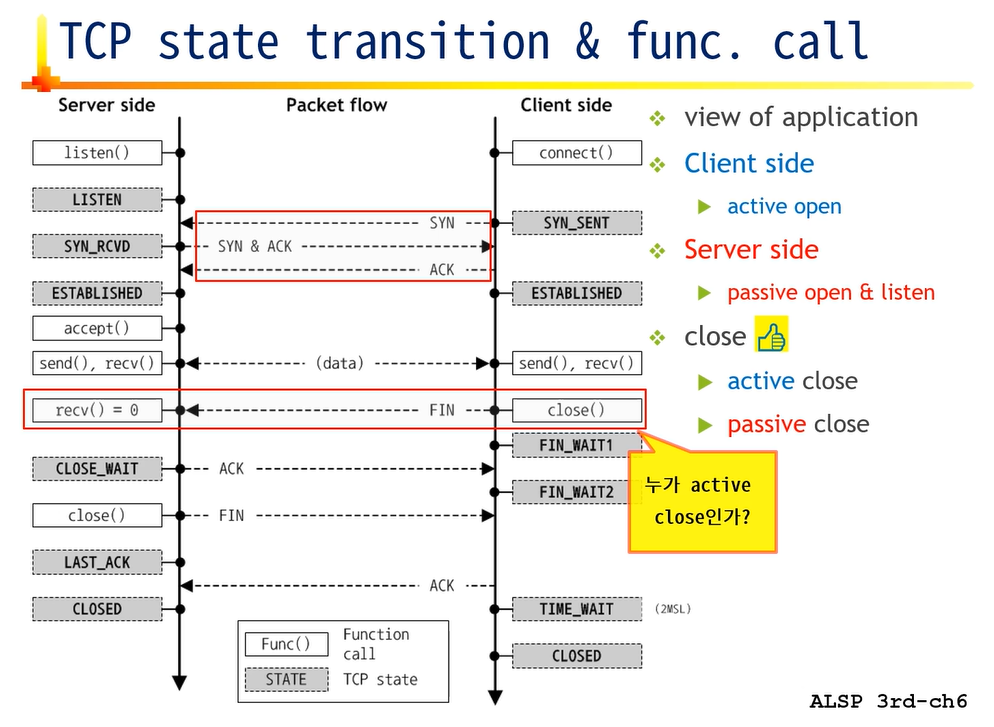 TCP state transition & func. call
Server side
Packet flow
Client side
listen()
connect()
LISTEN
SYN
SYN_SENT
SYN_RCVD
SYN & ACK
ACK
ESTABLISHED
ESTABLISHED
accept()
send(), recv()
(data)
send(), recv()
recv() = 0
FIN
close()
FIN_WAIT1
CLOSE_WAIT
ACK
FIN_WAIT2
close()
FIN
LAST_ACK
ACK
CLOSED
TIME_WAIT
(2MSL)
CLOSED
Func()
Function
call
STATE
TCP state
view of application
Client side
active open
Server side
passive open & listen
close
active close
passive close
누가 active
close인가?
ALSP 3rd-ch6